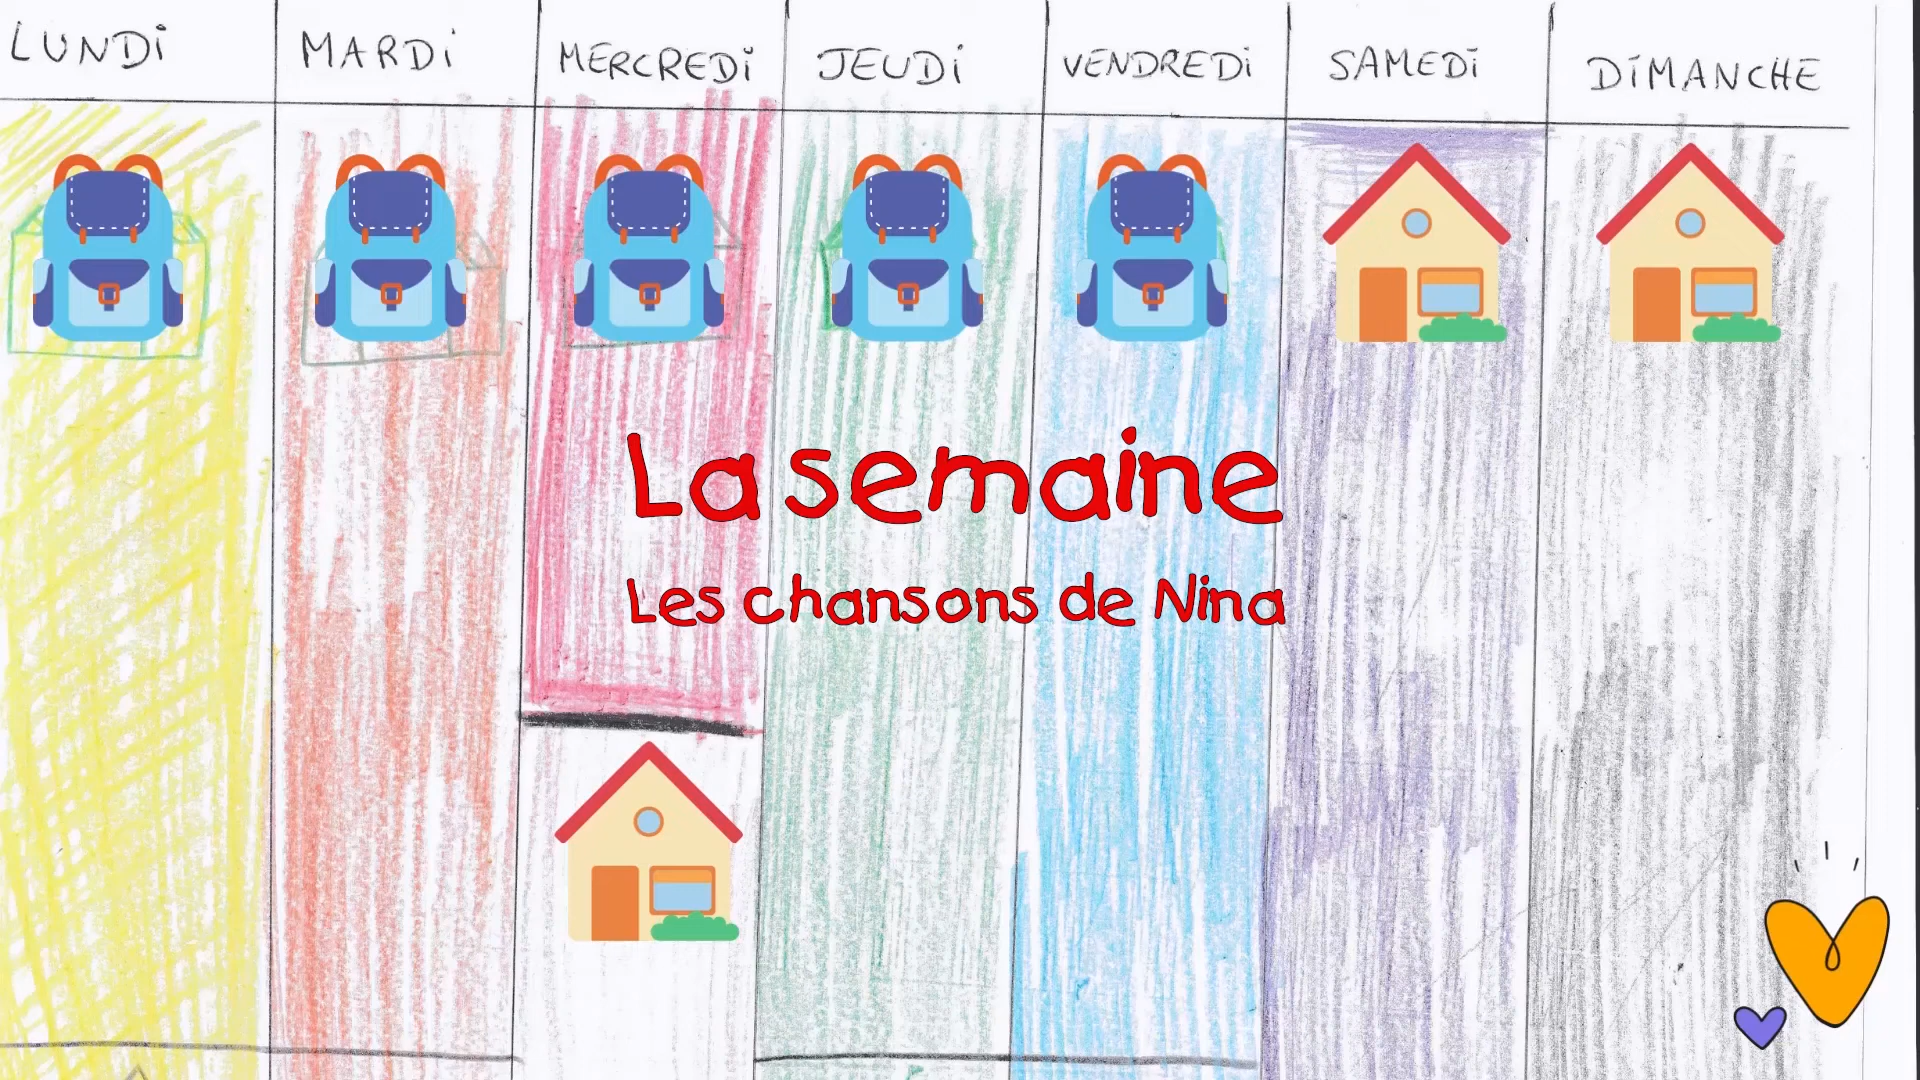 LUNDi MARDi MERCREDi JEUDi VENDREDi SAMEDi DiMANCHE
La semaine
Les chansons de Nina